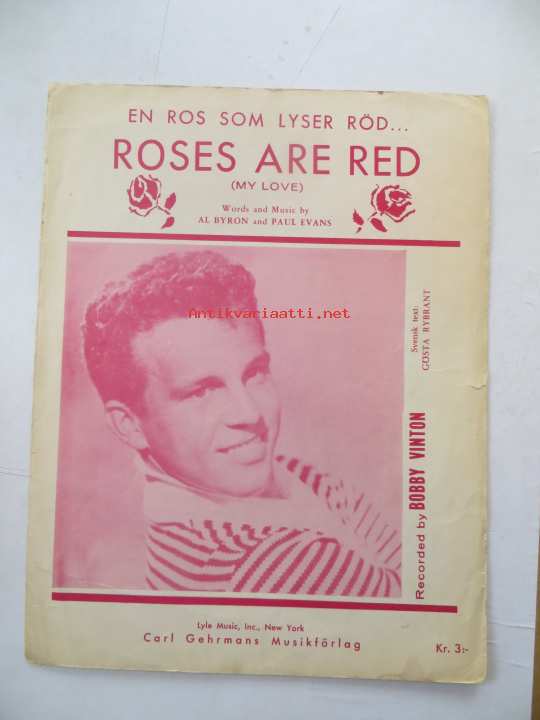 EN ROS SOM LYSER RÖD...
ROSES ARE RED
(MY LOVE)
Words and Music by
AL BYRON and PAUL EVANS
Antikvariaatti.net
Svensk text:
GÖSTA RYBRANT
Recorded by BOBBY VINTON
Lyle Music, Inc., New York
Carl Gehrmans Musikförlag
Kr. 3:-